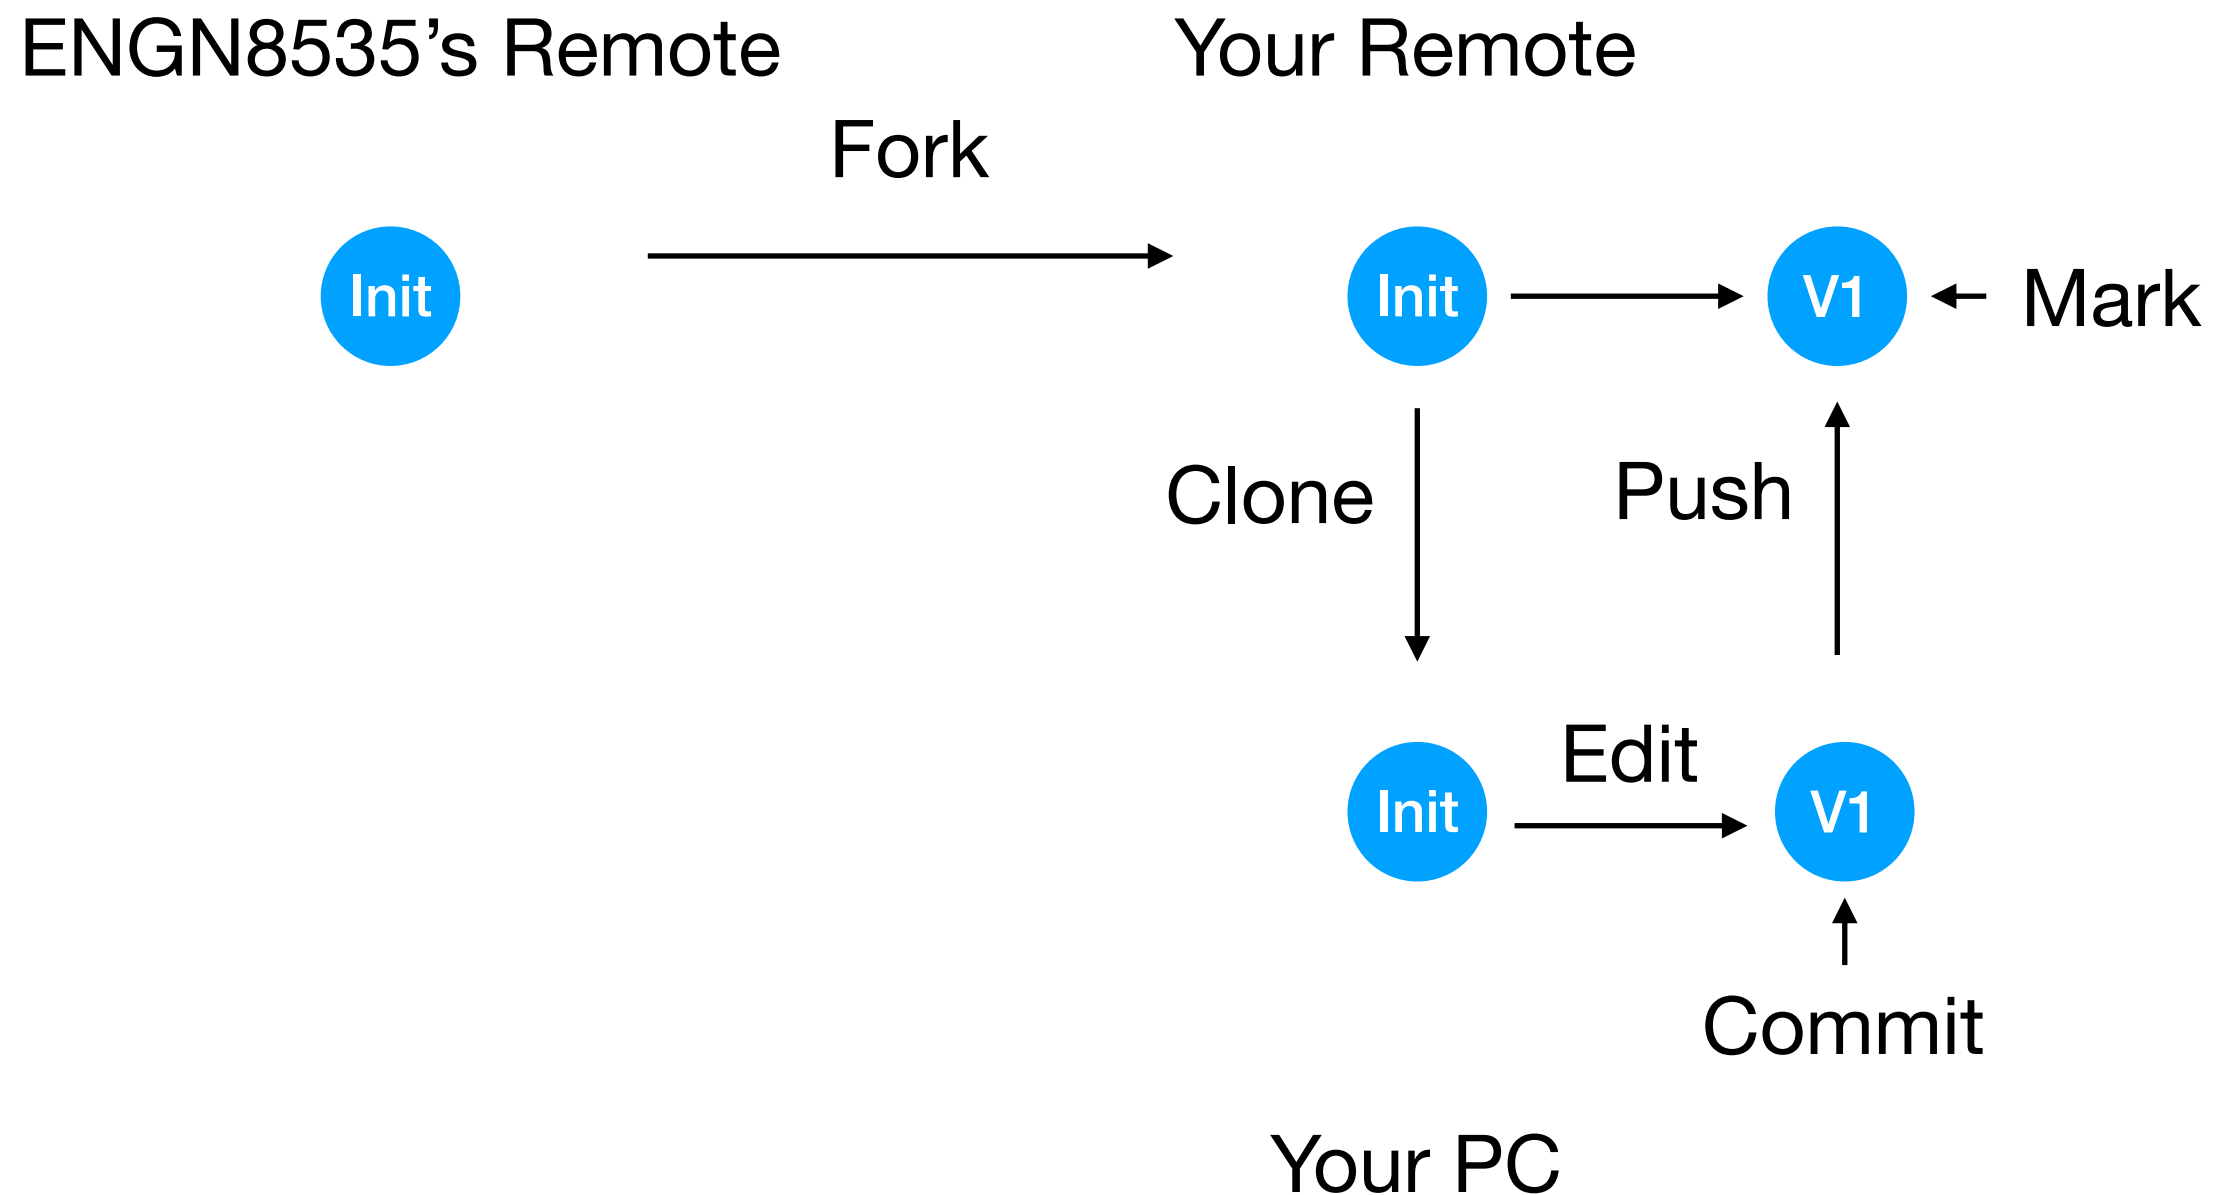 ENGN8535’s Remote
Your Remote
Fork
Init
Init
V1
Mark
Clone
Push
Edit
Init
V1
Commit
Your PC